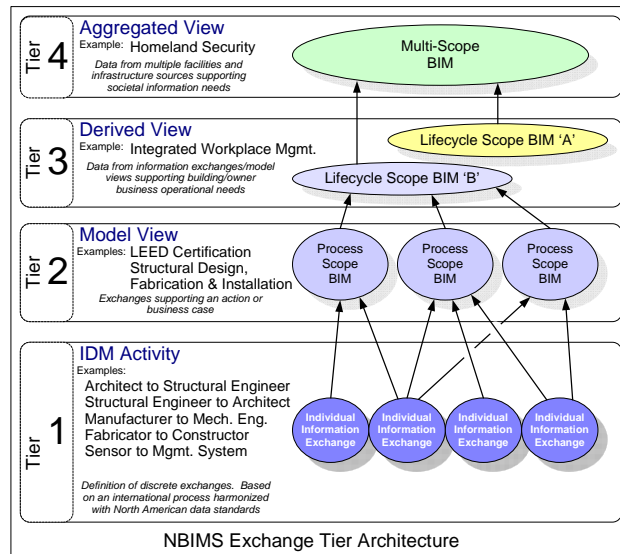 Tier 4
Aggregated View
Example: Homeland Security
Data from multiple facilities and
infrastructure sources supporting
societal information needs
Multi-Scope
BIM
Tier 3
Derived View
Example: Integrated Workplace Mgmt.
Data from information exchanges/model
views supporting building/owner
business operational needs
Lifecycle Scope BIM 'A'
Lifecycle Scope BIM 'B'
Tier 2
Model View
Examples: LEED Certification
Structural Design,
Fabrication & Installation
Exchanges supporting an action or
business case
Process
Scope
BIM
Process
Scope
BIM
Process
Scope
BIM
Tier 1
IDM Activity
Examples:
Architect to Structural Engineer
Structural Engineer to Architect
Manufacturer to Mech. Eng.
Fabricator to Constructor
Sensor to Mgmt. System
Definition of discrete exchanges. Based
on an international process harmonized
with North American data standards
Individual
Information
Exchange
Individual
Information
Exchange
Individual
Information
Exchange
Individual
Information
Exchange
NBIMS Exchange Tier Architecture